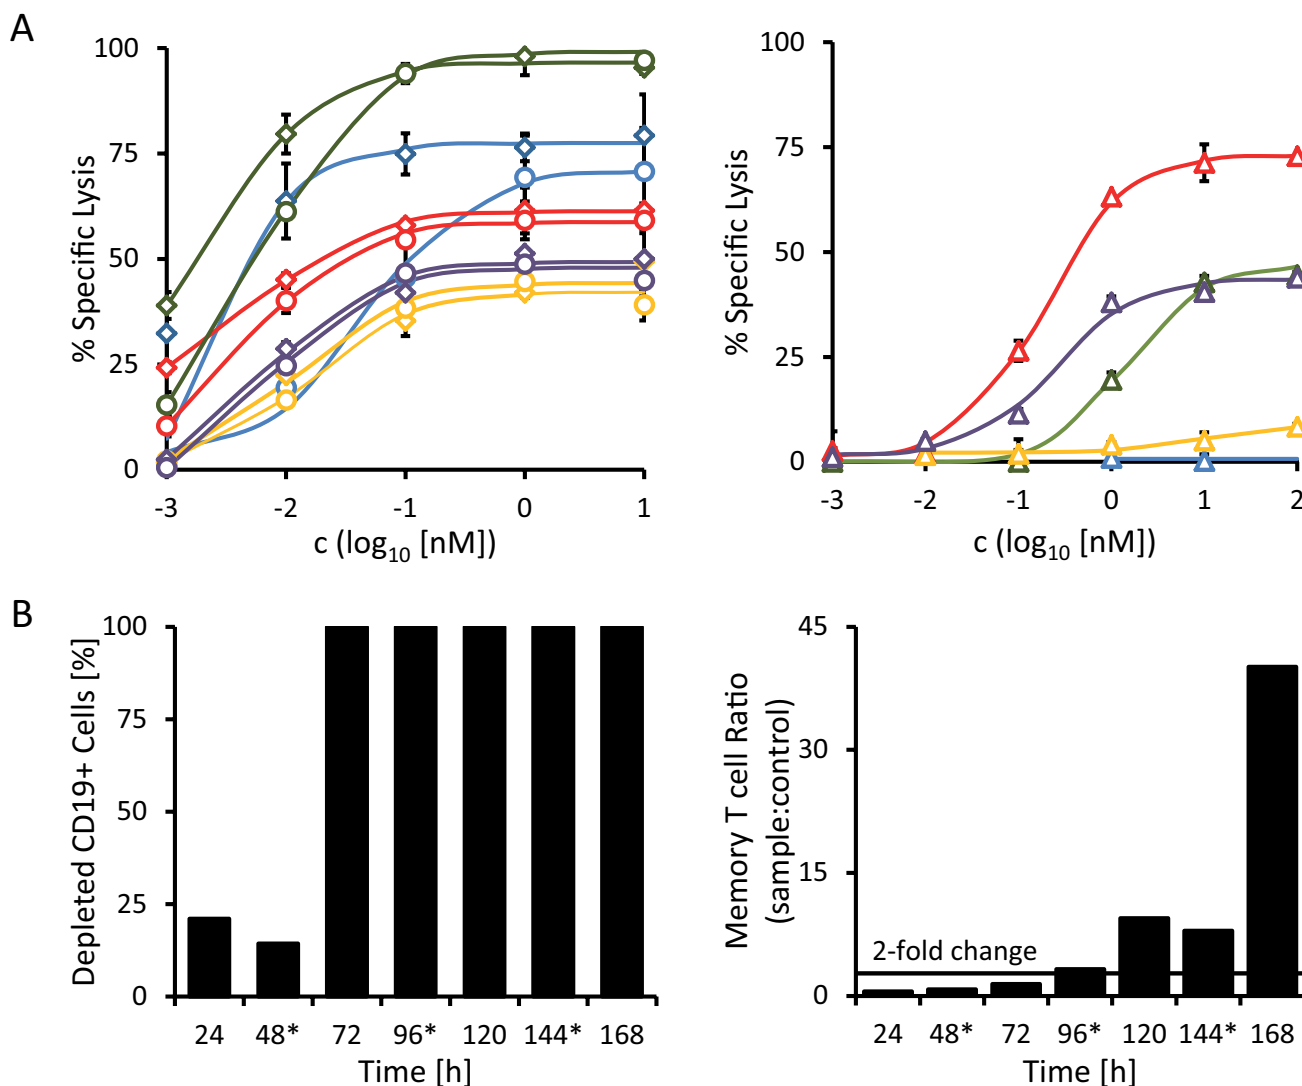 A
100
75
50
25
0
% Specific Lysis
-3 -2 -1 0 1
c (log10 [nM])
100
75
50
25
0
% Specific Lysis
-3 -2 -1 0 1 2
c (log10 [nM])
B
100
75
50
25
0
Depleted CD19+ Cells [%]
24 48* 72 96* 120 144* 168
Time [h]
45
30
15
0
Memory T cell Ratio
(sample:control)
2-fold change
24 48* 72 96* 120 144* 168
Time [h]